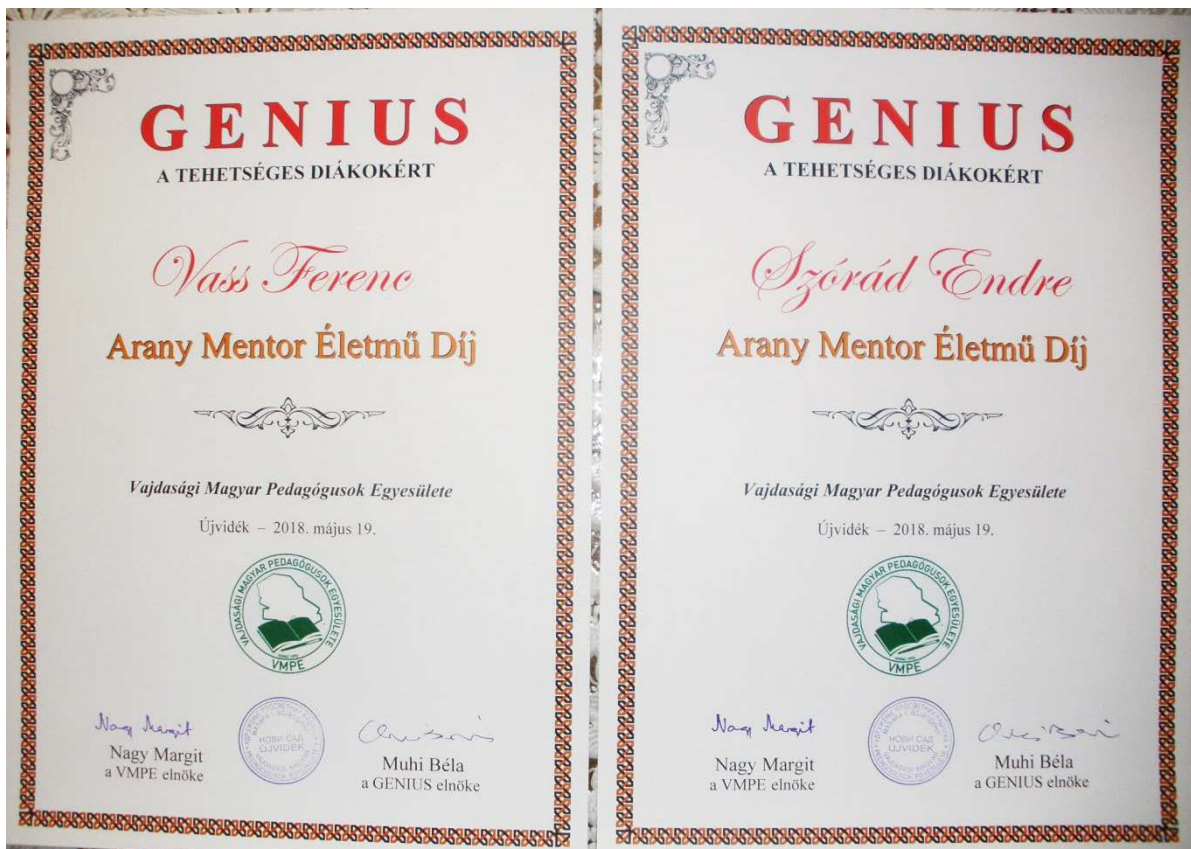 GENIUS
A TEHETSÉGES DIÁKOKÉRT
Vass Ferenc
Arany Mentor Életmű Díj
Vajdasági Magyar Pedagógusok Egyesülete
Újvidék – 2018. május 19.
VAJDASÁGI MAGYAR PEDAGÓGUSOK EGYESÜLETE
VMPE
Nagy Margit
НОВИ САД
ÚJVIDÉK
Nagy Margit
a VMPE elnöke
Muhi Béla
a GENIUS elnöke
GENIUS
A TEHETSÉGES DIÁKOKÉRT
Szórád Endre
Arany Mentor Életmű Díj
Vajdasági Magyar Pedagógusok Egyesülete
Újvidék – 2018. május 19.
VAJDASÁGI MAGYAR PEDAGÓGUSOK EGYESÜLETE
VMPE
Nagy Margit
НОВИ САД
ÚJVIDÉK
Nagy Margit
a VMPE elnöke
Muhi Béla
a GENIUS elnöke